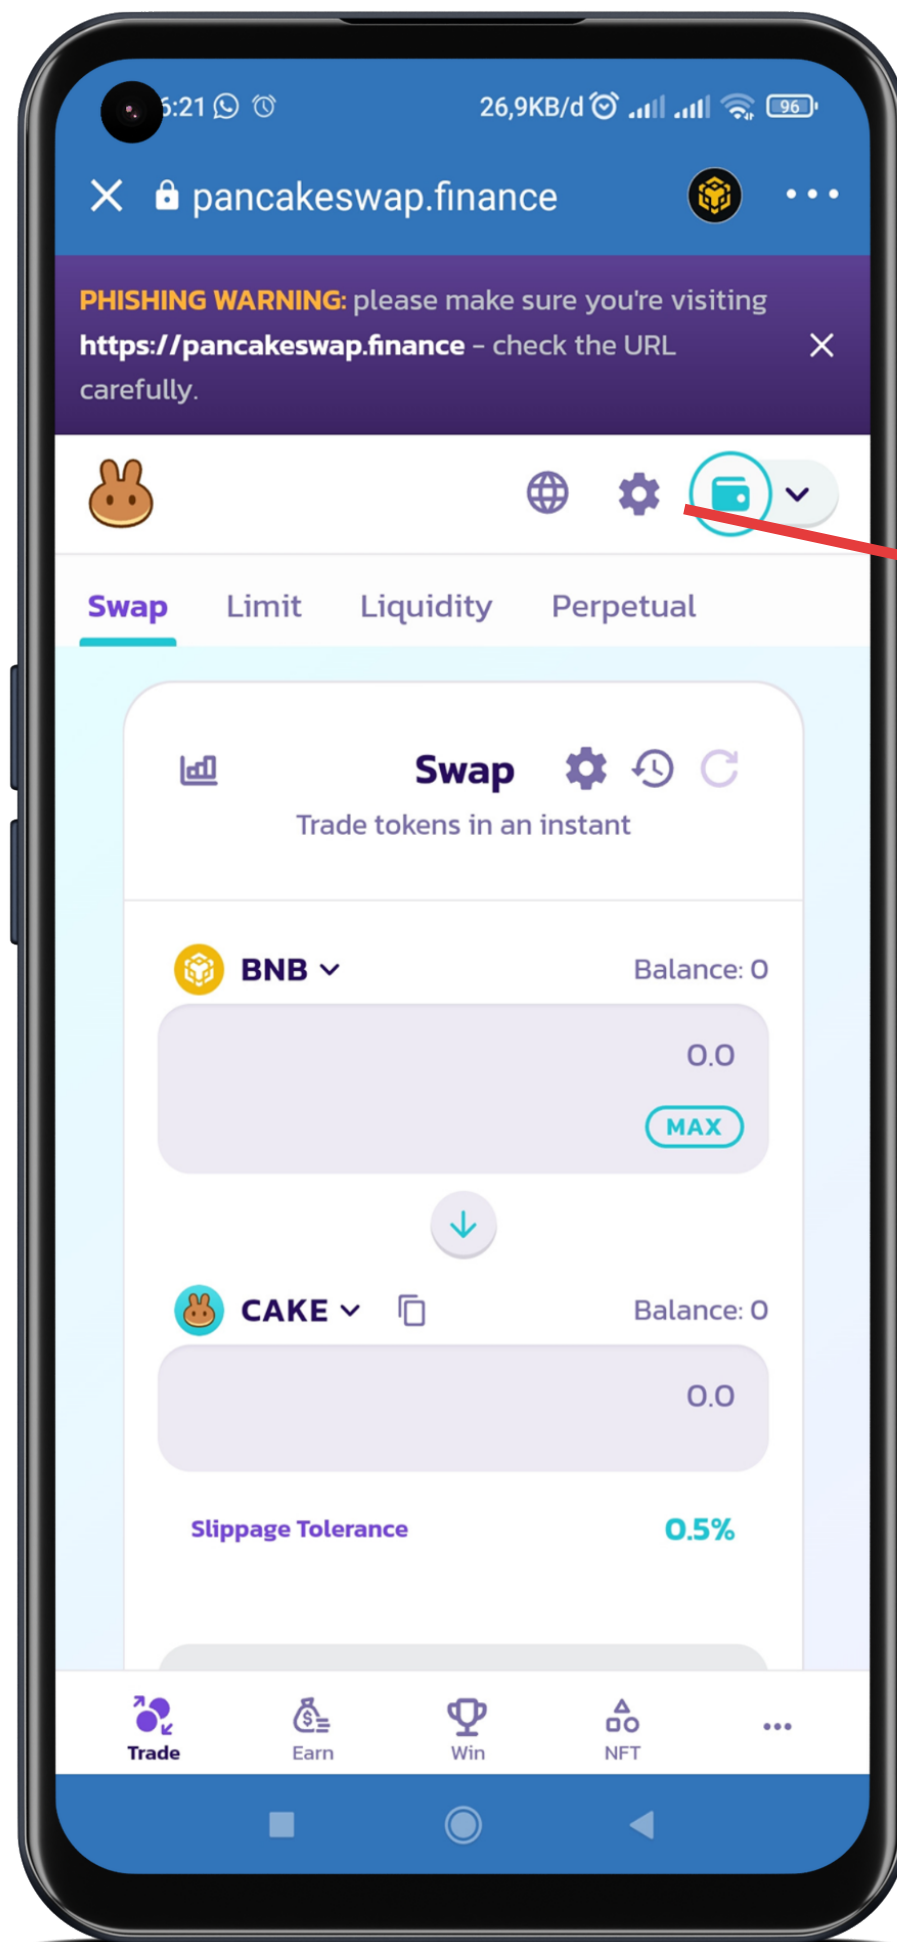 6:21 26,9KB/d 96
pancakeswap.finance
PHISHING WARNING: please make sure you're visiting
https://pancakeswap.finance - check the URL
carefully.
Swap Limit Liquidity Perpetual
Swap
Trade tokens in an instant
BNB Balance: 0
0.0
MAX
CAKE Balance: 0
0.0
Slippage Tolerance 0.5%
Trade Earn Win NFT